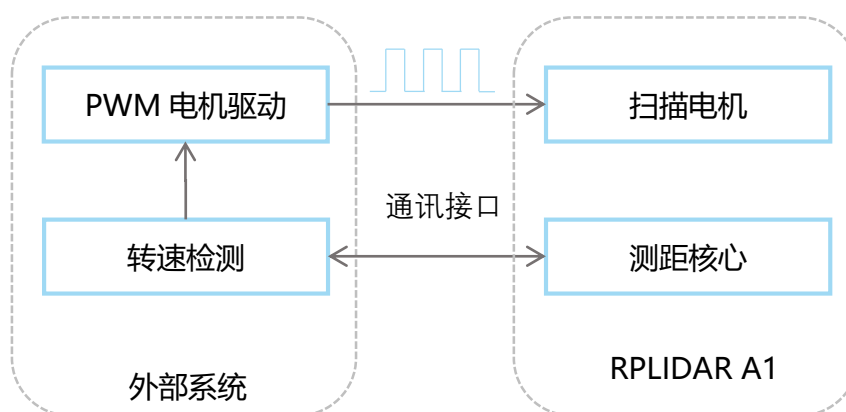 PWM 电机驱动
扫描电机
通讯接口
转速检测
测距核心
外部系统
RPLIDAR A1